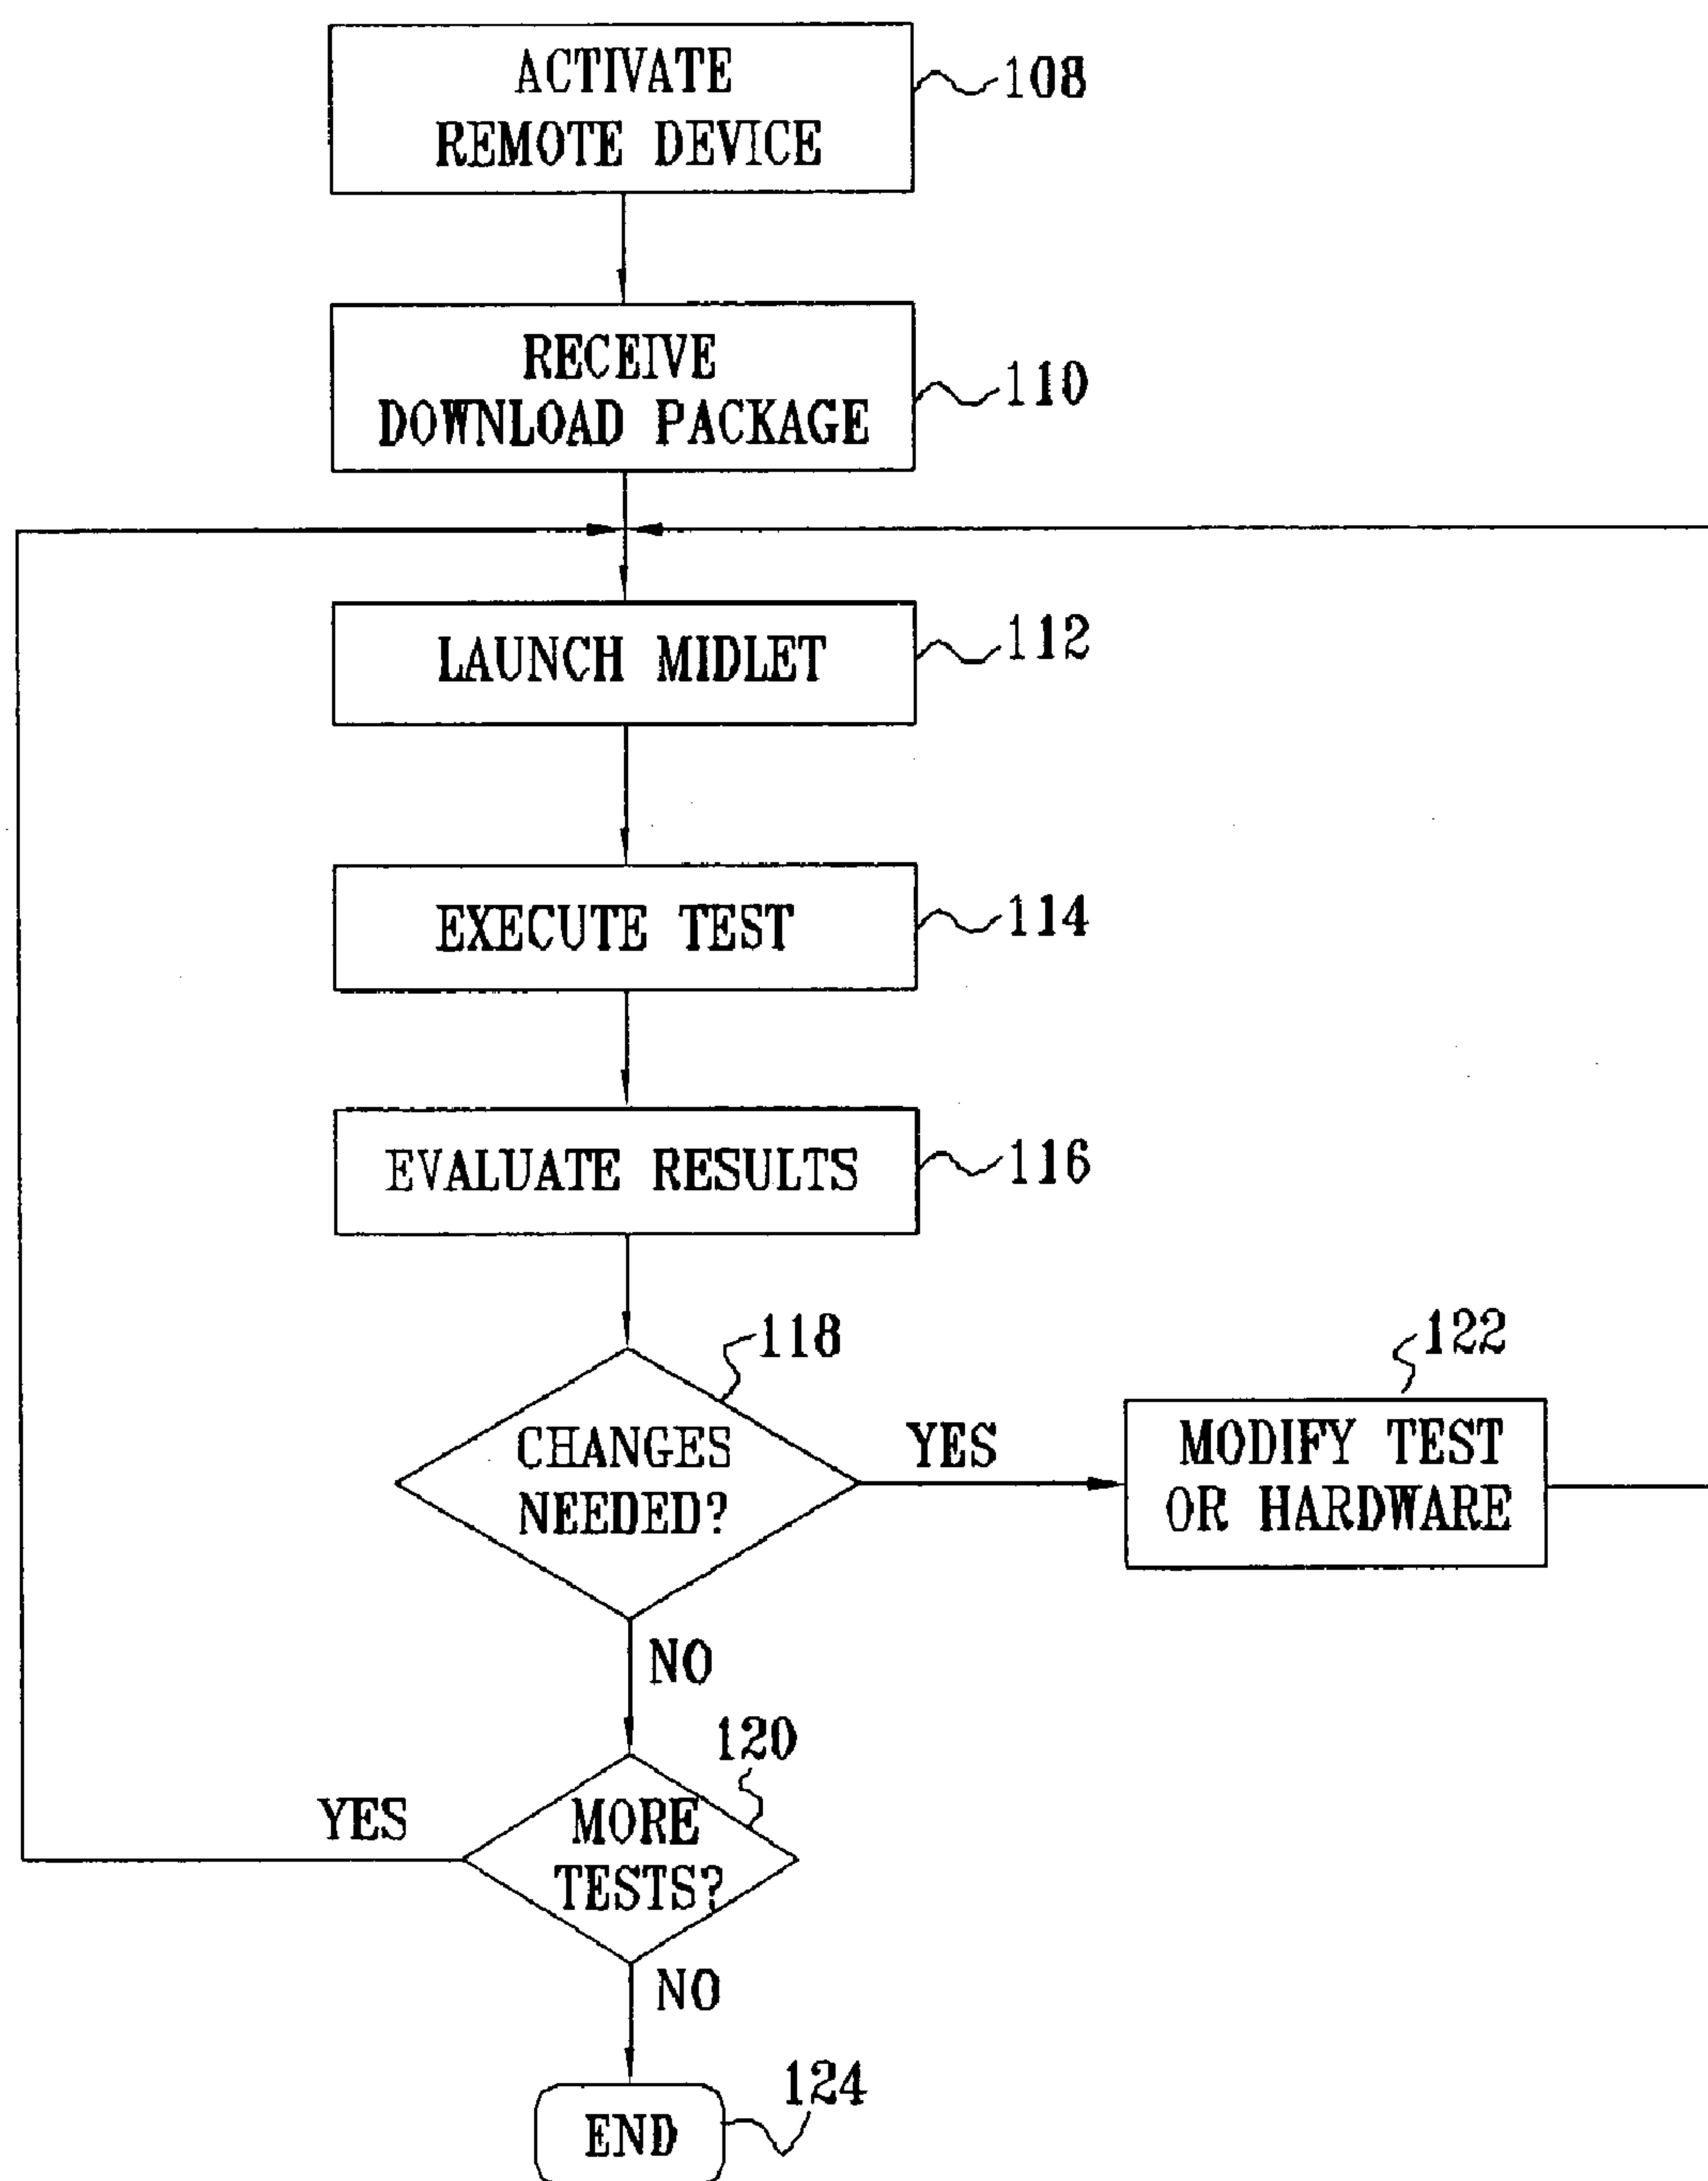 ACTIVATE
REMOTE DEVICE
108
RECEIVE
DOWNLOAD PACKAGE
110
LAUNCH MIDLET
112
EXECUTE TEST
114
EVALUATE RESULTS
116
118
CHANGES
NEEDED?
YES
122
MODIFY TEST
OR HARDWARE
NO
120
MORE
TESTS?
YES
NO
124
END